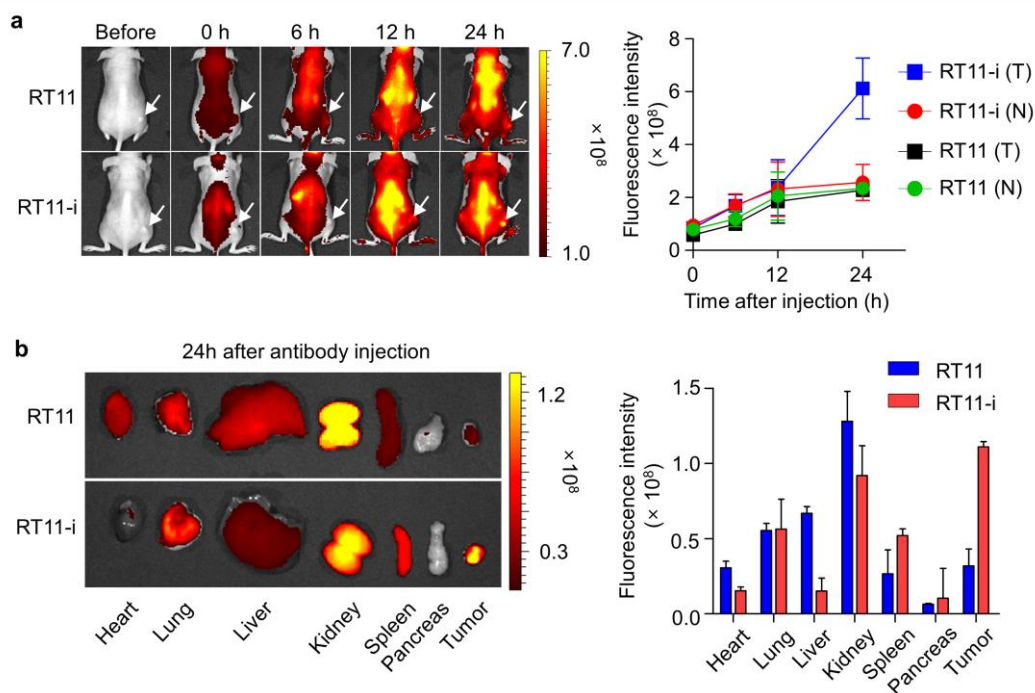 a
Before 0 h 6 h 12 h 24 h
RT11
RT11-i
7.0
× 10⁸
1.0
Fluorescence intensity
(× 10⁸)
8
6
4
2
0
0 12 24
Time after injection (h)
RT11-i (T)
RT11-i (N)
RT11 (T)
RT11 (N)
b
24h after antibody injection
RT11
RT11-i
1.2
×10⁸
0.3
Heart Lung Liver Kidney Spleen Pancreas Tumor
Fluorescence intensity
(× 10⁸)
1.5
1.0
0.5
0.0
RT11
RT11-i
Heart Lung Liver Kidney Spleen Pancreas Tumor